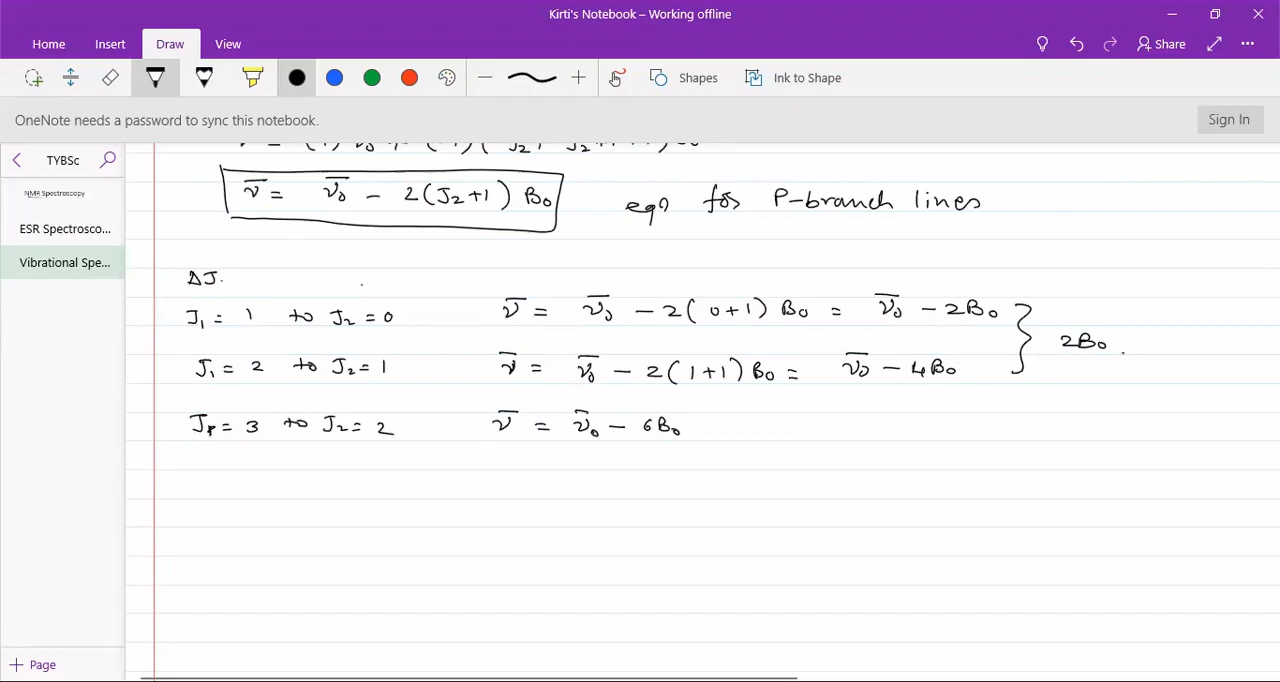 Kirti's Notebook – Working offline
Home Insert Draw View Share
Shapes Ink to Shape
OneNote needs a password to sync this notebook. Sign In
TYBSc
NMR Spectroscopy
ESR Spectrosco...
Vibrational Spe...
ν̅ = ν̅₀ − 2(J₂+1) B₀ eqn for P-branch lines
ΔJ.
J₁ = 1 to J₂ = 0 ν̅ = ν̅₀ − 2(0+1) B₀ = ν̅₀ − 2B₀
2B₀
J₁ = 2 to J₂ = 1 ν̅ = ν̅₀ − 2(1+1) B₀ = ν̅₀ − 4B₀
J₁ = 3 to J₂ = 2 ν̅ = ν̅₀ − 6B₀
+ Page